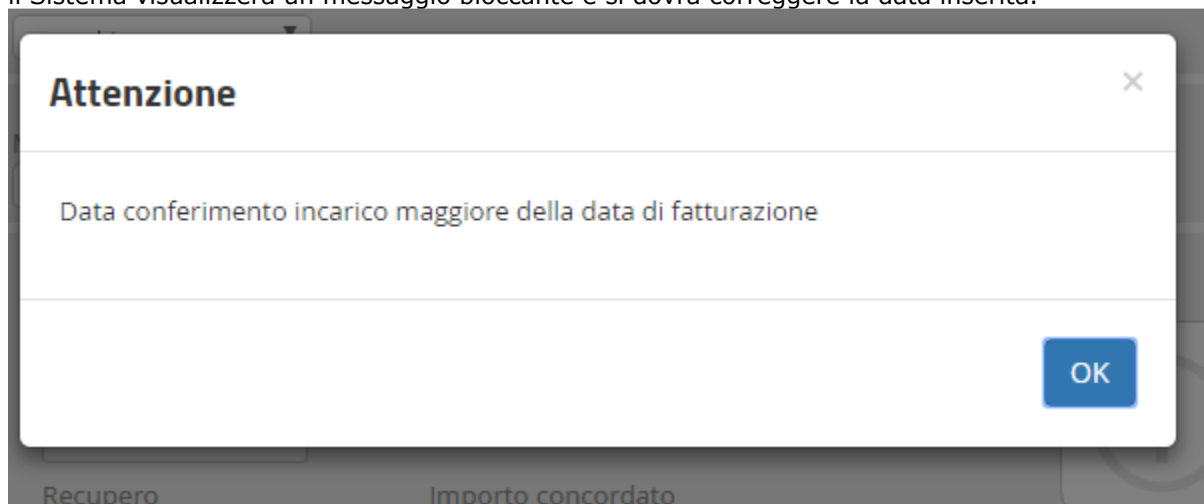 il Sistema visualizzerà un messaggio bloccante e si dovrà correggere la data inserita.
Attenzione
×
Data conferimento incarico maggiore della data di fatturazione
OK
Recupero Importo concordato